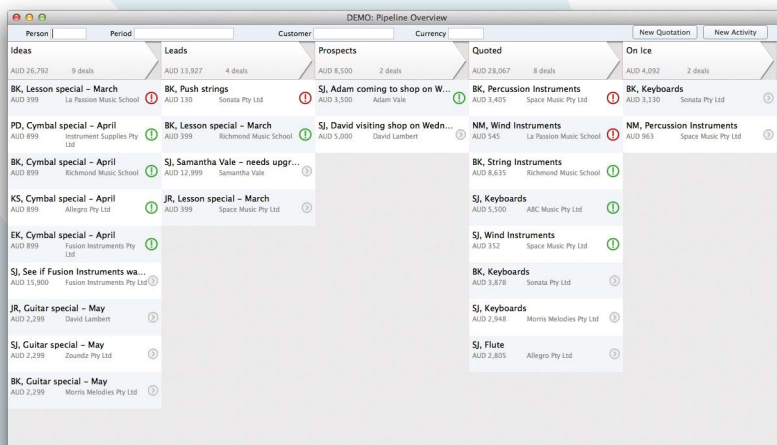 DEMO: Pipeline Overview
Person Period Customer Currency New Quotation New Activity
Ideas
AUD 26,792 9 deals
BK, Lesson special – March
AUD 399 La Passion Music School
PD, Cymbal special – April
AUD 899 Instrument Supplies Pty
Ltd
BK, Cymbal special – April
AUD 899 Richmond Music School
KS, Cymbal special – April
AUD 899 Allegro Pty Ltd
EK, Cymbal special – April
AUD 899 Fusion Instruments Pty
Ltd
SJ, See if Fusion Instruments wa...
AUD 15,900 Fusion Instruments Pty Ltd
JR, Guitar special – May
AUD 2,299 David Lambert
SJ, Guitar special – May
AUD 2,299 Zoundz Pty Ltd
BK, Guitar special – May
AUD 2,299 Morris Melodies Pty Ltd
Leads
AUD 13,927 4 deals
BK, Push strings
AUD 130 Sonata Pty Ltd
BK, Lesson special – March
AUD 399 Richmond Music School
SJ, Samantha Vale – needs upgr...
AUD 12,999 Samantha Vale
JR, Lesson special – March
AUD 399 Space Music Pty Ltd
Prospects
AUD 8,500 2 deals
SJ, Adam coming to shop on W...
AUD 3,500 Adam Vale
SJ, David visiting shop on Wedn...
AUD 5,000 David Lambert
Quoted
AUD 28,067 8 deals
BK, Percussion Instruments
AUD 3,405 Space Music Pty Ltd
NM, Wind Instruments
AUD 545 La Passion Music School
BK, String Instruments
AUD 8,635 Richmond Music School
SJ, Keyboards
AUD 5,500 ABC Music Pty Ltd
SJ, Wind Instruments
AUD 352 Space Music Pty Ltd
BK, Keyboards
AUD 3,878 Sonata Pty Ltd
SJ, Keyboards
AUD 2,948 Morris Melodies Pty Ltd
SJ, Flute
AUD 2,805 Allegro Pty Ltd
On Ice
AUD 4,092 2 deals
BK, Keyboards
AUD 3,130 Sonata Pty Ltd
NM, Percussion Instruments
AUD 963 Space Music Pty Ltd